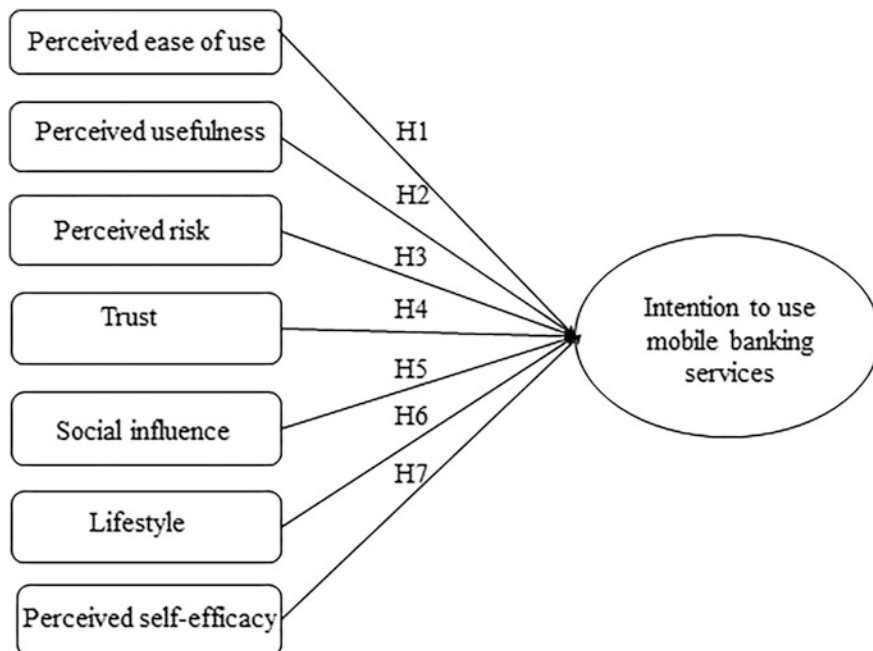 Perceived ease of use
H1
Perceived usefulness
H2
Perceived risk
H3
Trust
H4
Intention to use
mobile banking
services
H5
Social influence
H6
Lifestyle
H7
Perceived self-efficacy